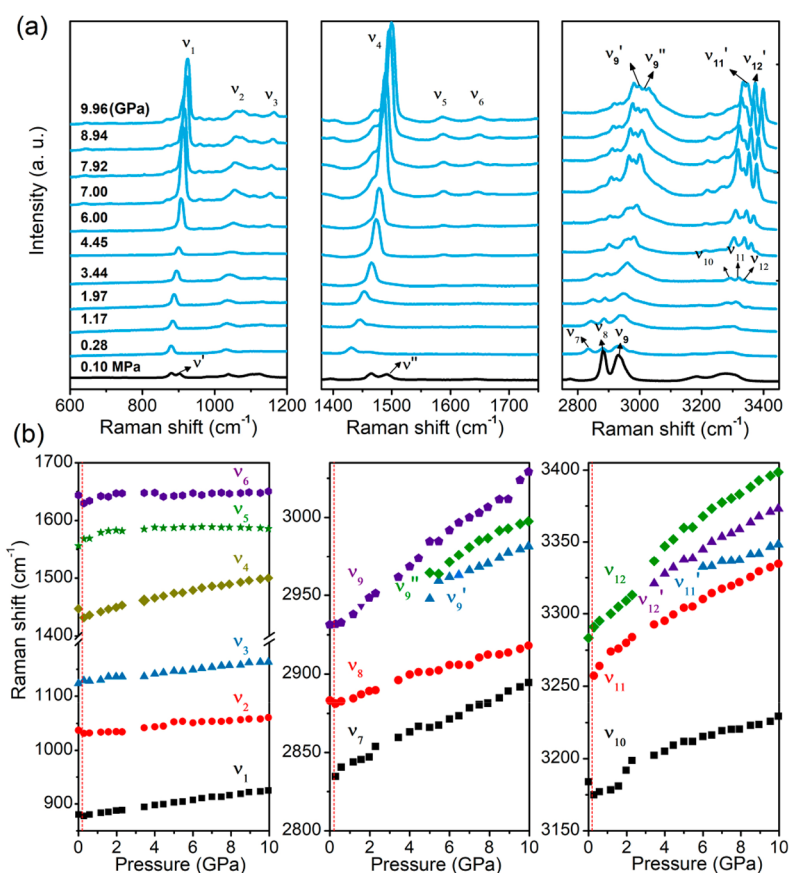 (a)
Intensity (a. u.)
ν1
ν2
ν3
9.96 (GPa)
8.94
7.92
7.00
6.00
4.45
3.44
1.97
1.17
0.28
0.10 MPa
ν'
600 800 1000 1200
Raman shift (cm-1)
ν4
ν5
ν6
ν''
1400 1500 1600 1700
Raman shift (cm-1)
ν9' ν9''
ν11' ν12'
ν10 ν11 ν12
ν7 ν8 ν9
2800 3000 3200 3400
Raman shift (cm-1)
(b)
Raman shift (cm-1)
1700
1600
1500
1400
1100
1000
900
ν6
ν5
ν4
ν3
ν2
ν1
0 2 4 6 8 10
Pressure (GPa)
3000
2950
2900
2850
2800
ν9
ν9''
ν9'
ν8
ν7
0 2 4 6 8 10
Pressure (GPa)
3400
3350
3300
3250
3200
3150
ν12
ν12'
ν11'
ν11
ν10
0 2 4 6 8 10
Pressure (GPa)